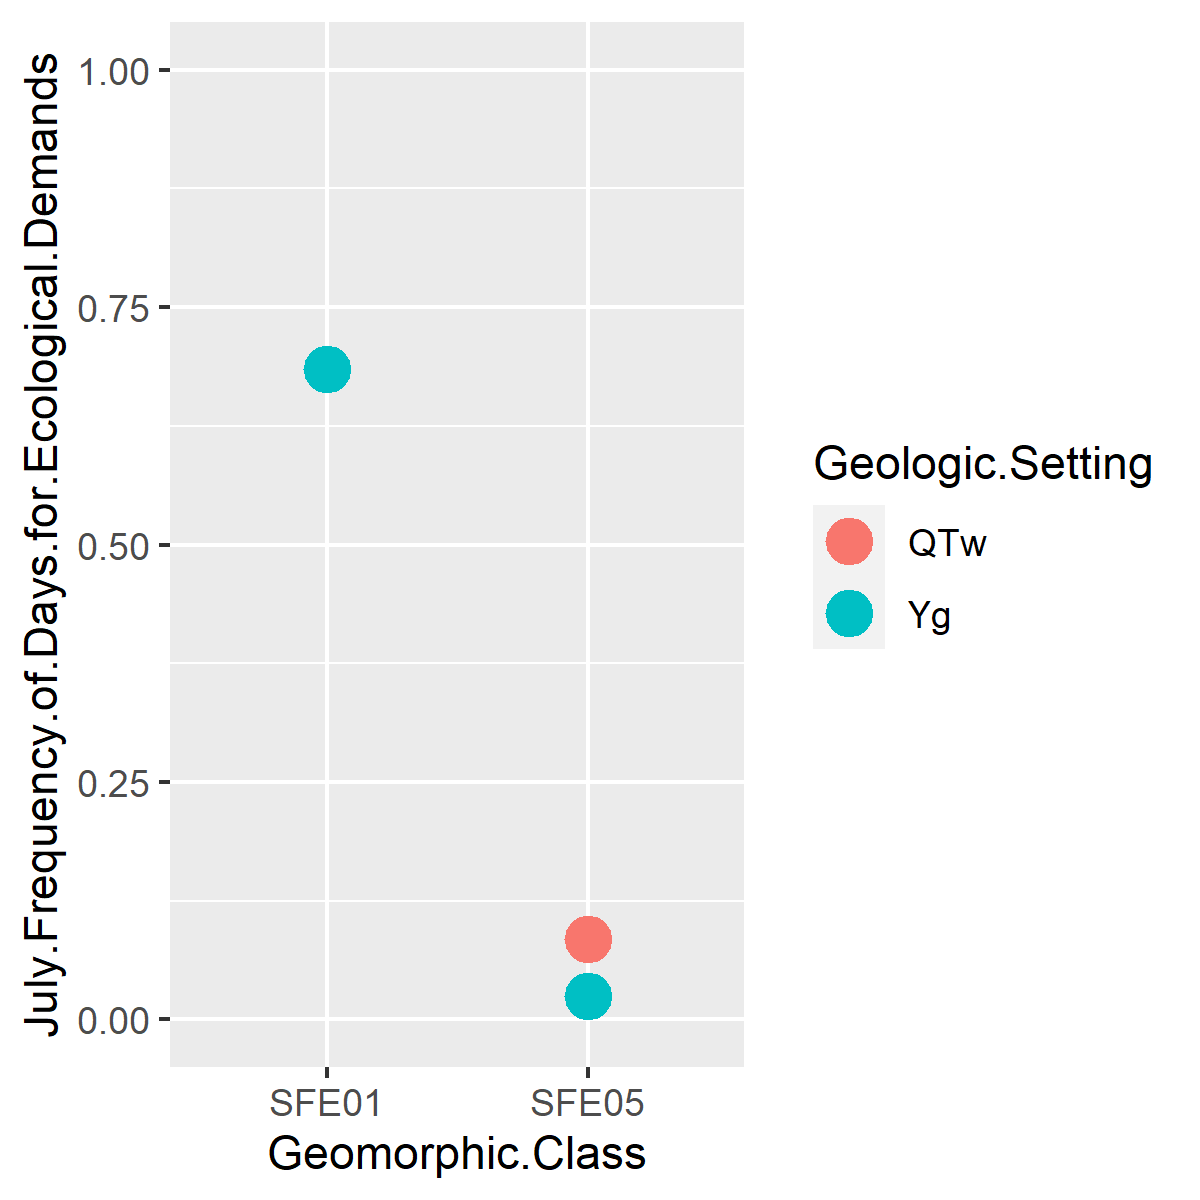 July.Frequency.of.Days.for.Ecological.Demands
1.00
0.75
0.50
0.25
0.00
SFE01
SFE05
Geomorphic.Class
Geologic.Setting
QTw
Yg